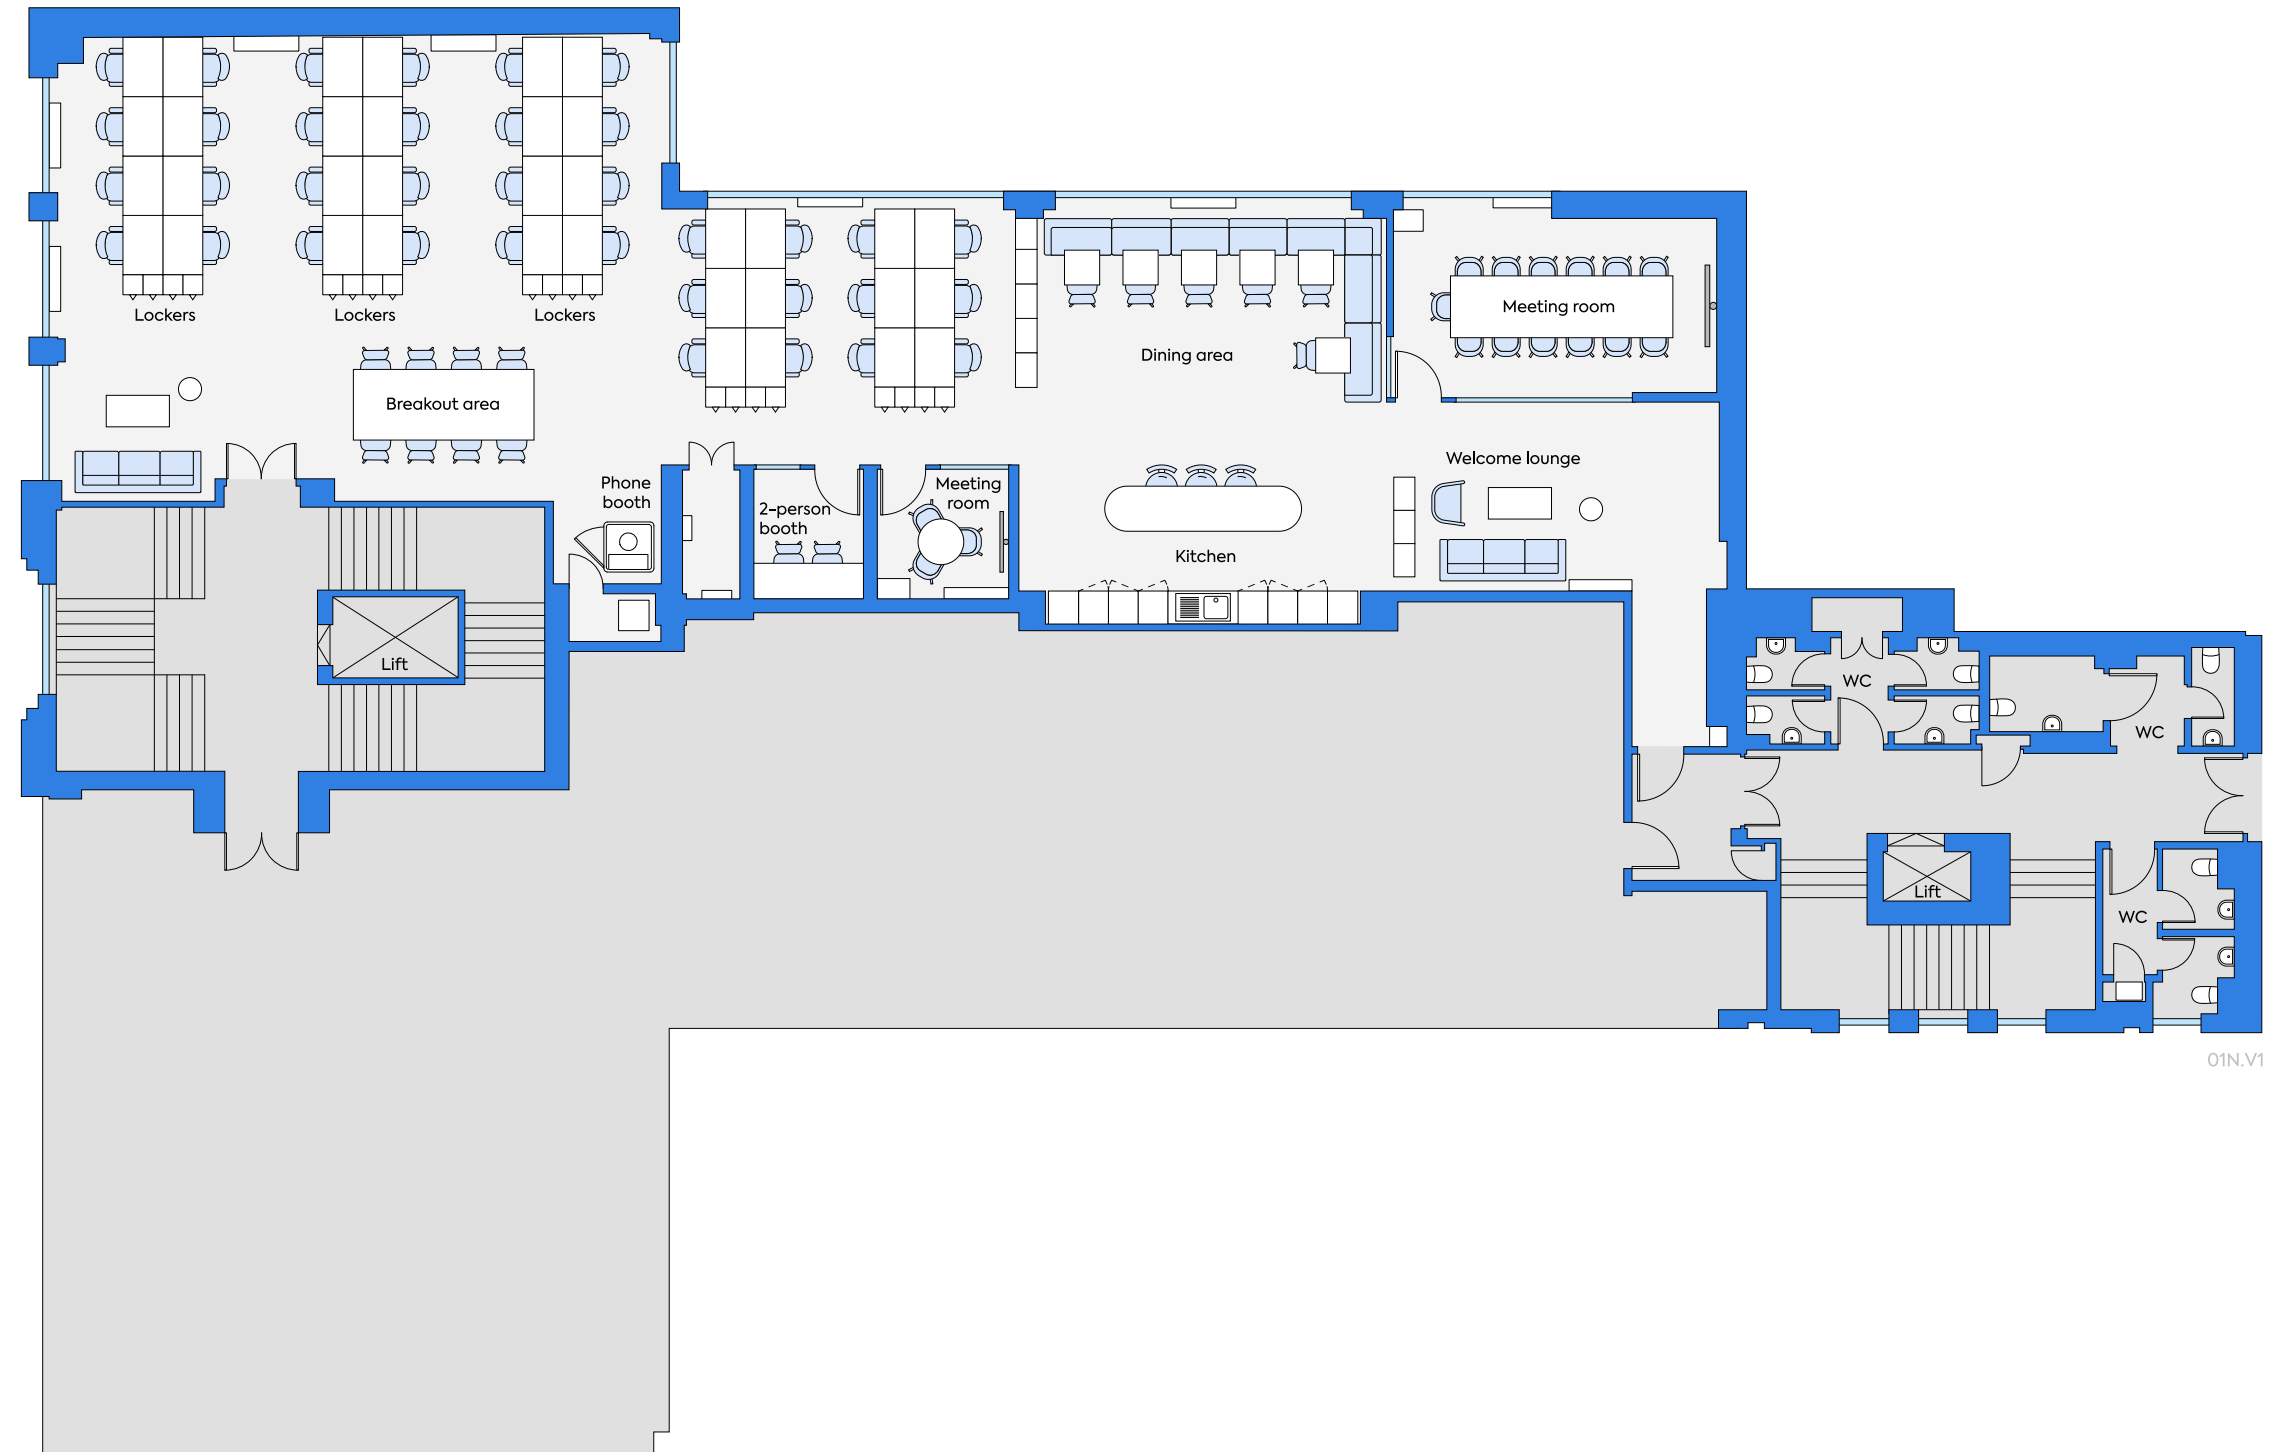 Lockers
Lockers
Lockers
Meeting room
Dining area
Breakout area
Welcome lounge
Phone
booth
2-person
booth
Meeting
room
Kitchen
Lift
WC
WC
Lift
WC
01N.V1